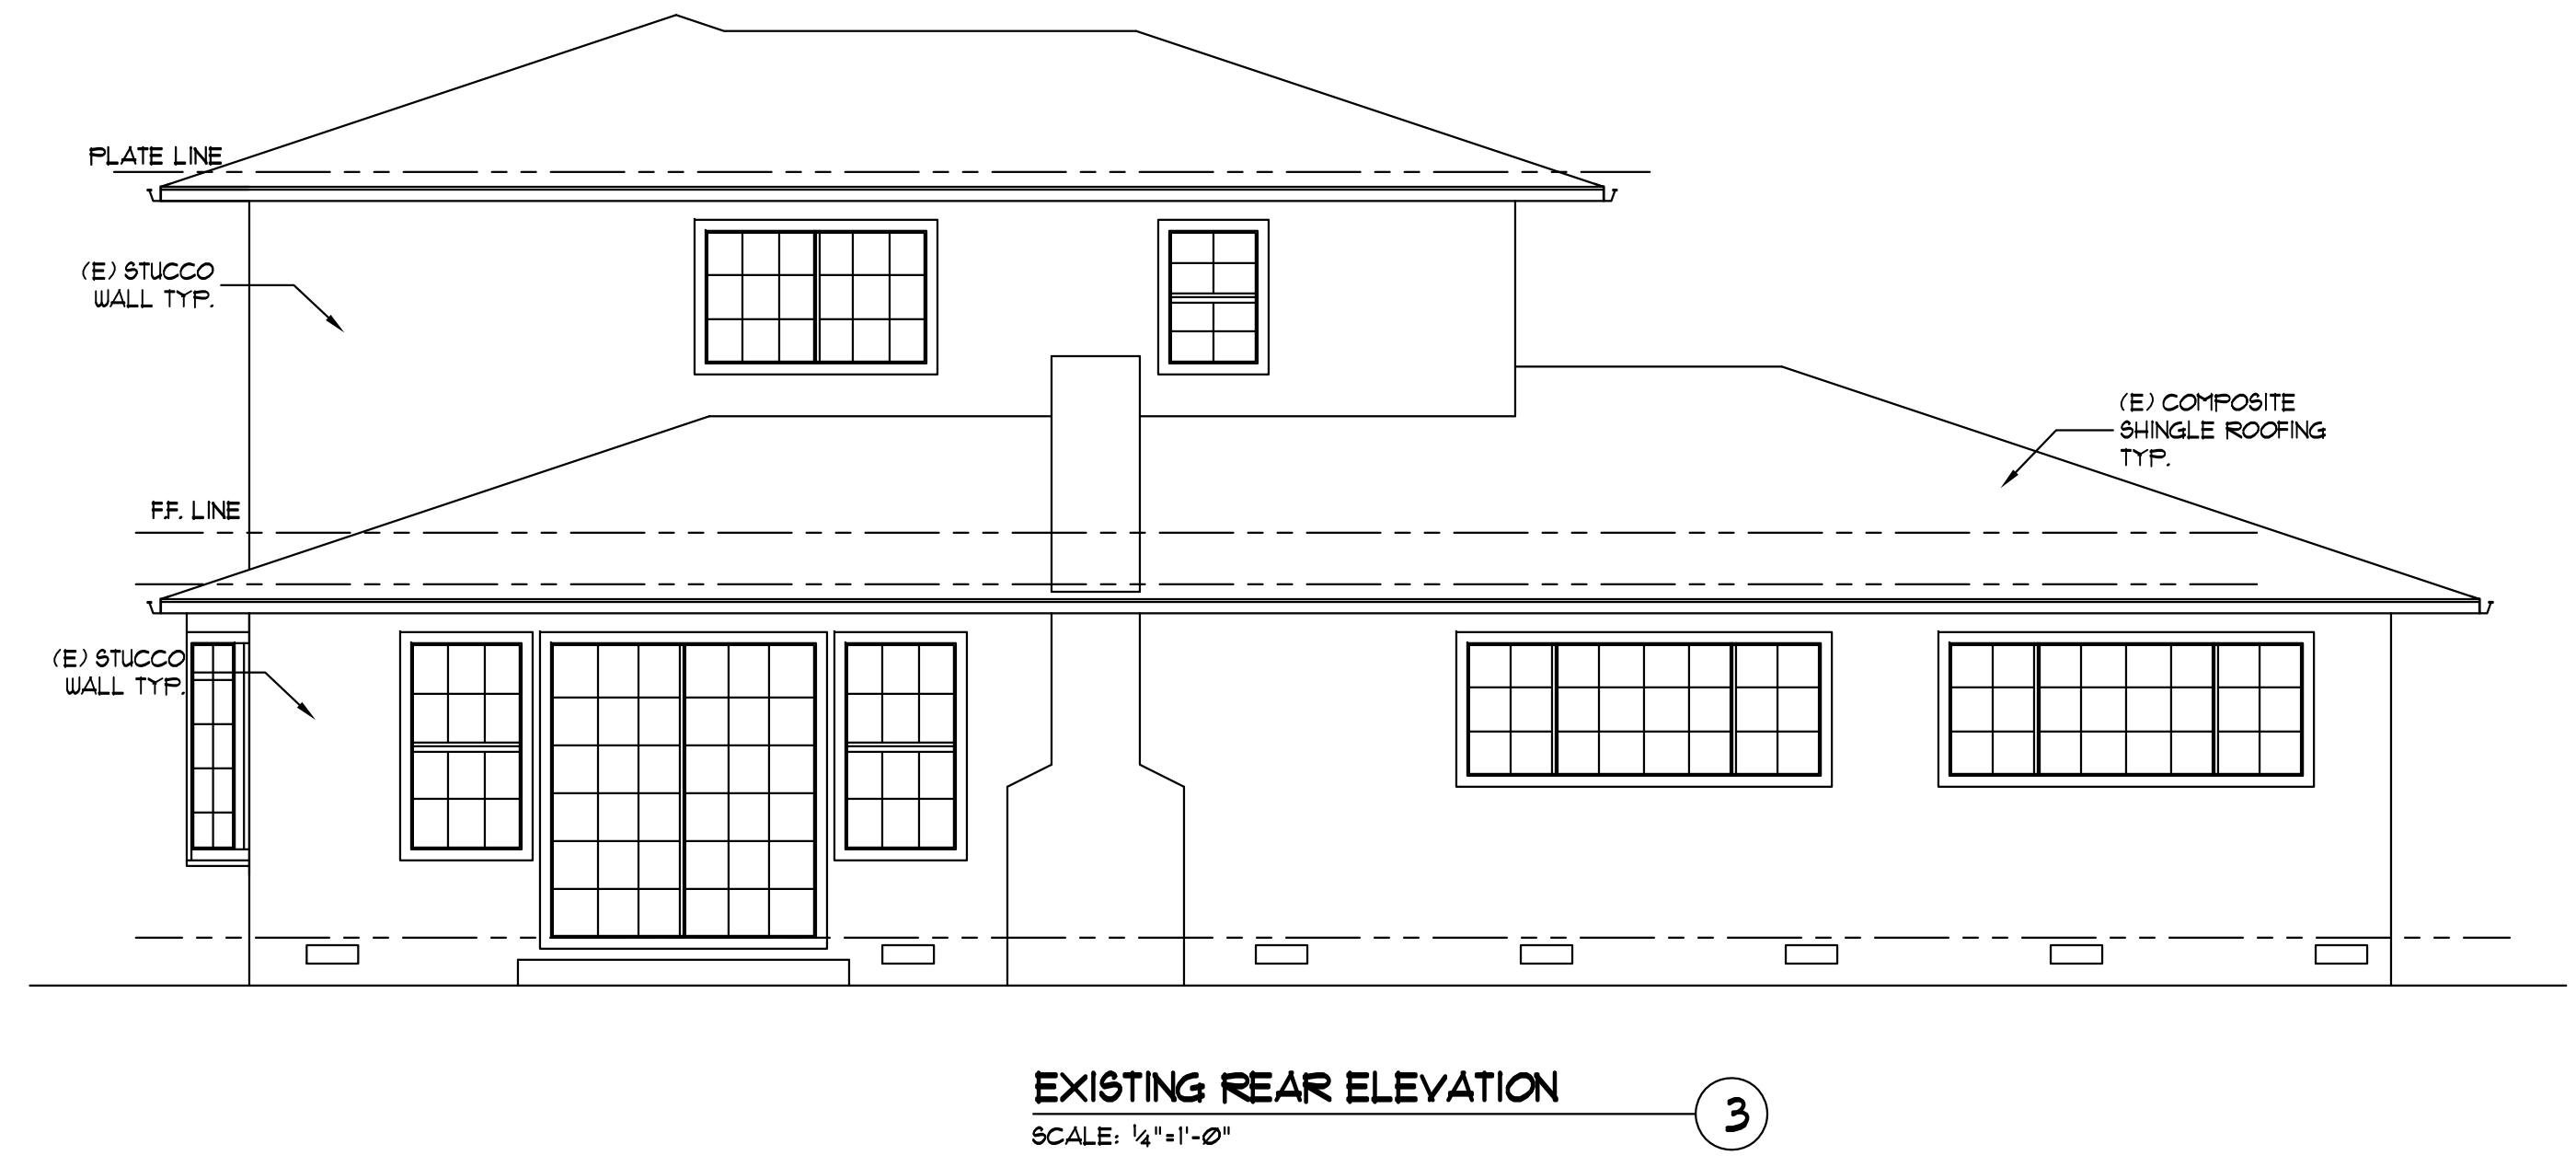 PLATE LINE
(E) STUCCO
WALL TYP.
(E) COMPOSITE
SHINGLE ROOFING
TYP.
F.F. LINE
(E) STUCCO
WALL TYP.
EXISTING REAR ELEVATION
3
SCALE: 1/4"=1'-0"